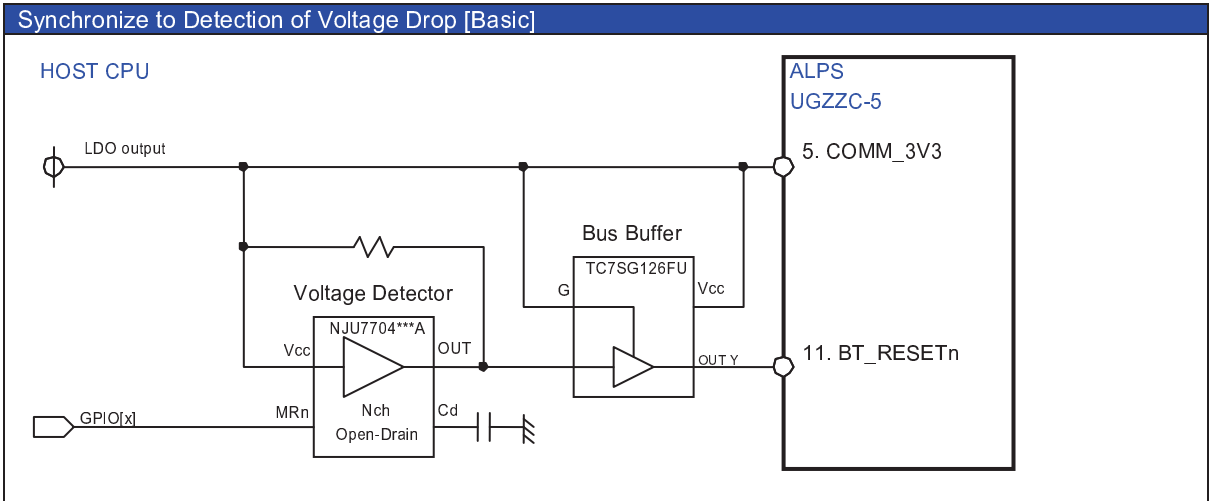 Synchronize to Detection of Voltage Drop [Basic]
HOST CPU
ALPS
UGZZC-5
LDO output
5. COMM_3V3
Bus Buffer
TC7SG126FU
G
Vcc
Voltage Detector
NJU7704***A
Vcc
OUT
OUT Y
11. BT_RESETn
MRn
Nch
Open-Drain
Cd
GPIO[x]